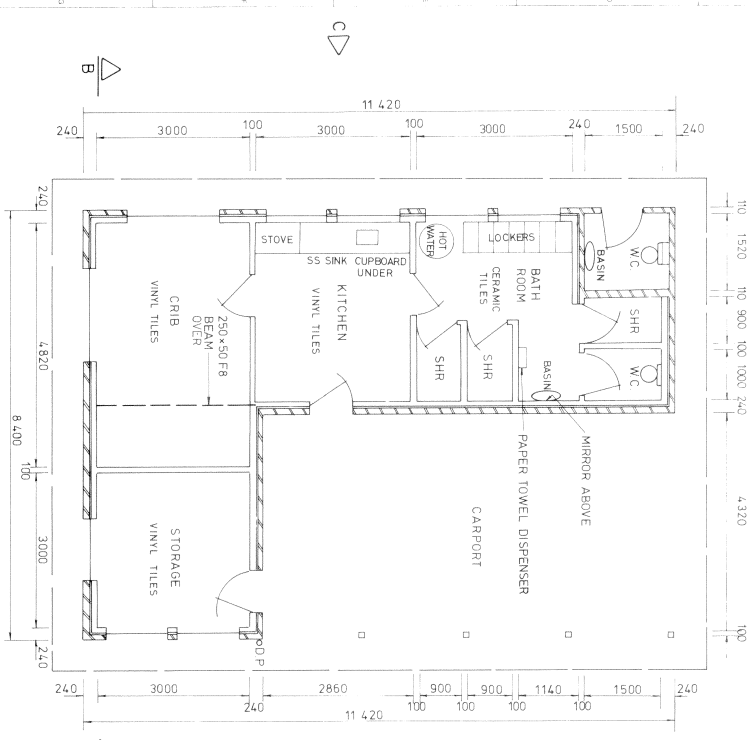 C
B
11 420
240 3000 100 3000 100 3000 240 1500 240
240
4820
100
3000
240
8 400
110
1520
110
900
100
1000
240
4 320
100
STOVE
SS SINK CUPBOARD
UNDER
HOT
WATER
LOCKERS
BASIN
WC
BATH
ROOM
CERAMIC
TILES
KITCHEN
VINYL TILES
CRIB
VINYL TILES
250 × 50 F8
BEAM
OVER
SHR
SHR
SHR
WC
BASIN
MIRROR ABOVE
PAPER TOWEL DISPENSER
CARPORT
STORAGE
VINYL TILES
D P
240 3000 240 2860 100 900 100 900 100 1140 100 1500 240
11 420